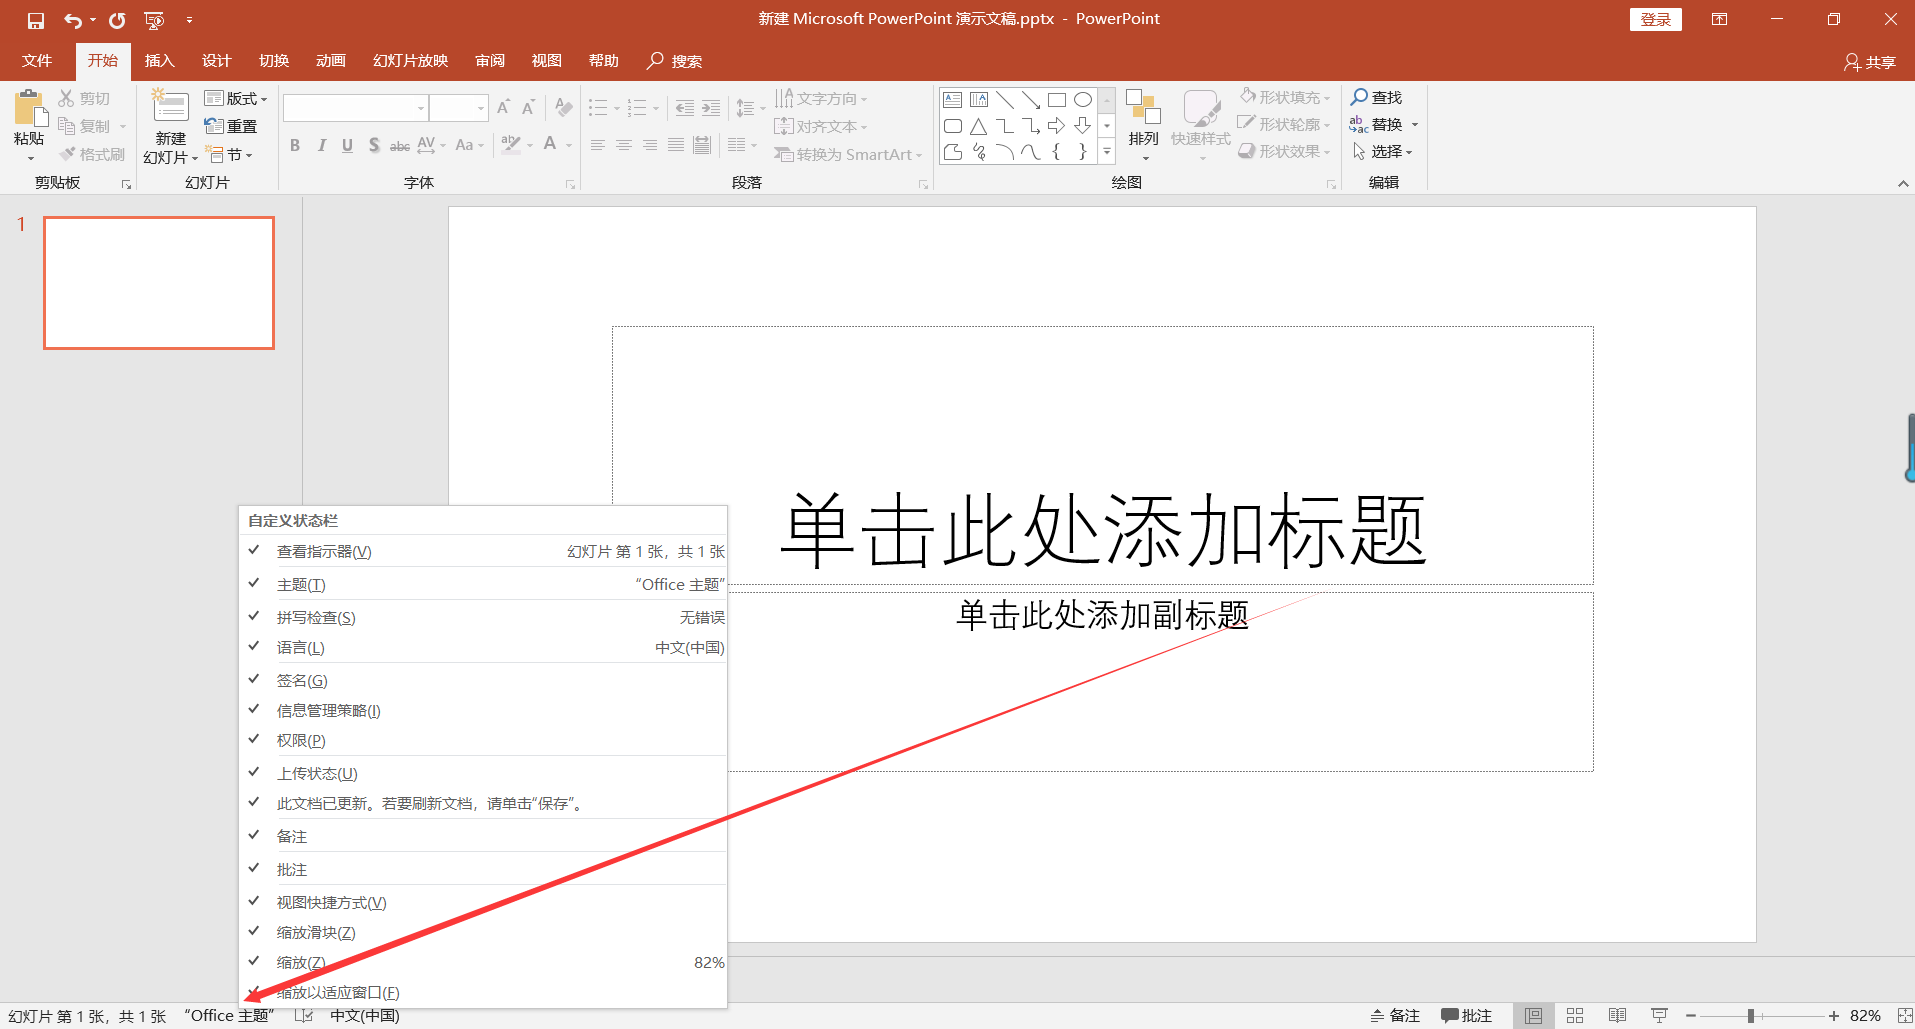 新建 Microsoft PowerPoint 演示文稿.pptx - PowerPoint
登录
文件 开始 插入 设计 切换 动画 幻灯片放映 审阅 视图 帮助 搜索 共享
粘贴
剪切
复制
格式刷
剪贴板
新建
幻灯片
版式
重置
节
幻灯片
B I U S abc AV Aa A
字体
文字方向
对齐文本
转换为 SmartArt
段落
排列
快速样式
形状填充
形状轮廓
形状效果
绘图
查找
替换
选择
编辑
1
单击此处添加标题
单击此处添加副标题
自定义状态栏
查看指示器(V) 幻灯片 第 1 张，共 1 张
主题(T) “Office 主题”
拼写检查(S) 无错误
语言(L) 中文(中国)
签名(G)
信息管理策略(I)
权限(P)
上传状态(U)
此文档已更新。若要刷新文档，请单击“保存”。
备注
批注
视图快捷方式(V)
缩放滑块(Z)
缩放(Z) 82%
缩放以适应窗口(F)
幻灯片 第 1 张，共 1 张 “Office 主题” 中文(中国) 备注 批注 82%